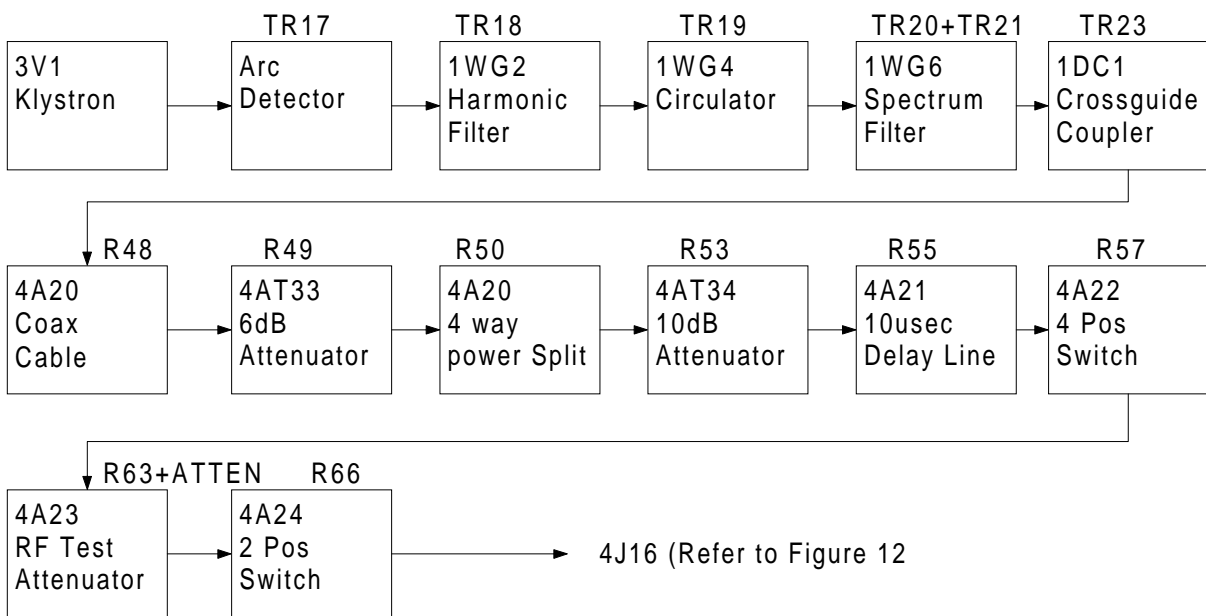 TR17 TR18 TR19 TR20+TR21 TR23
3V1
Klystron
Arc
Detector
1WG2
Harmonic
Filter
1WG4
Circulator
1WG6
Spectrum
Filter
1DC1
Crossguide
Coupler
R48 R49 R50 R53 R55 R57
4A20
Coax
Cable
4AT33
6dB
Attenuator
4A20
4 way
power Split
4AT34
10dB
Attenuator
4A21
10usec
Delay Line
4A22
4 Pos
Switch
R63+ATTEN R66
4A23
RF Test
Attenuator
4A24
2 Pos
Switch
4J16 (Refer to Figure 12